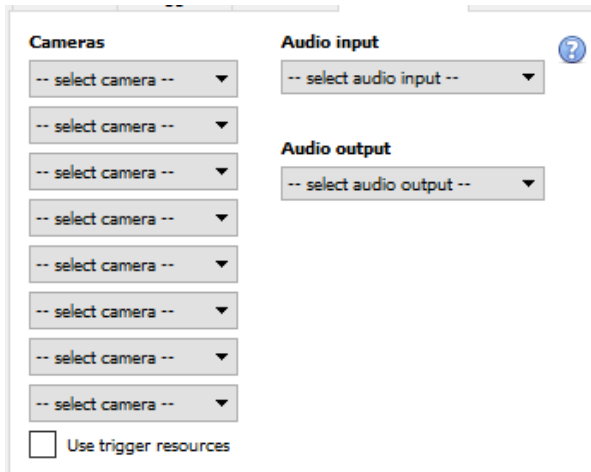 Cameras
-- select camera --
-- select camera --
-- select camera --
-- select camera --
-- select camera --
-- select camera --
-- select camera --
-- select camera --
Use trigger resources
Audio input
-- select audio input --
Audio output
-- select audio output --
?